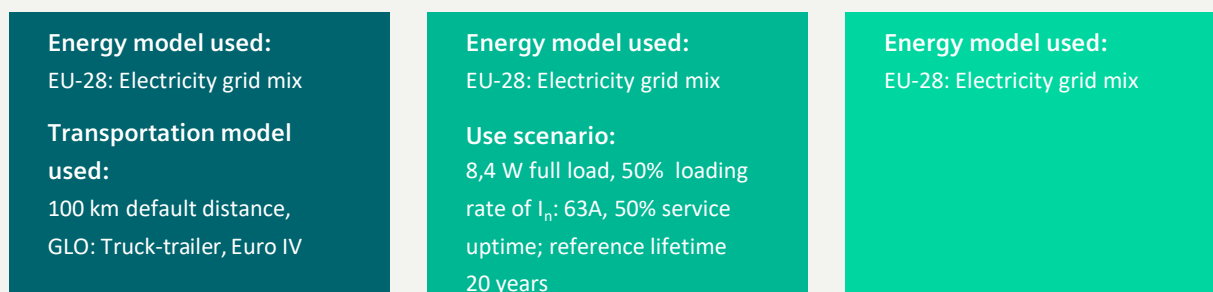 Energy model used:
EU-28: Electricity grid mix
Transportation model
used:
100 km default distance,
GLO: Truck-trailer, Euro IV
Energy model used:
EU-28: Electricity grid mix
Use scenario:
8,4 W full load, 50% loading
rate of In: 63A, 50% service
uptime; reference lifetime
20 years
Energy model used:
EU-28: Electricity grid mix